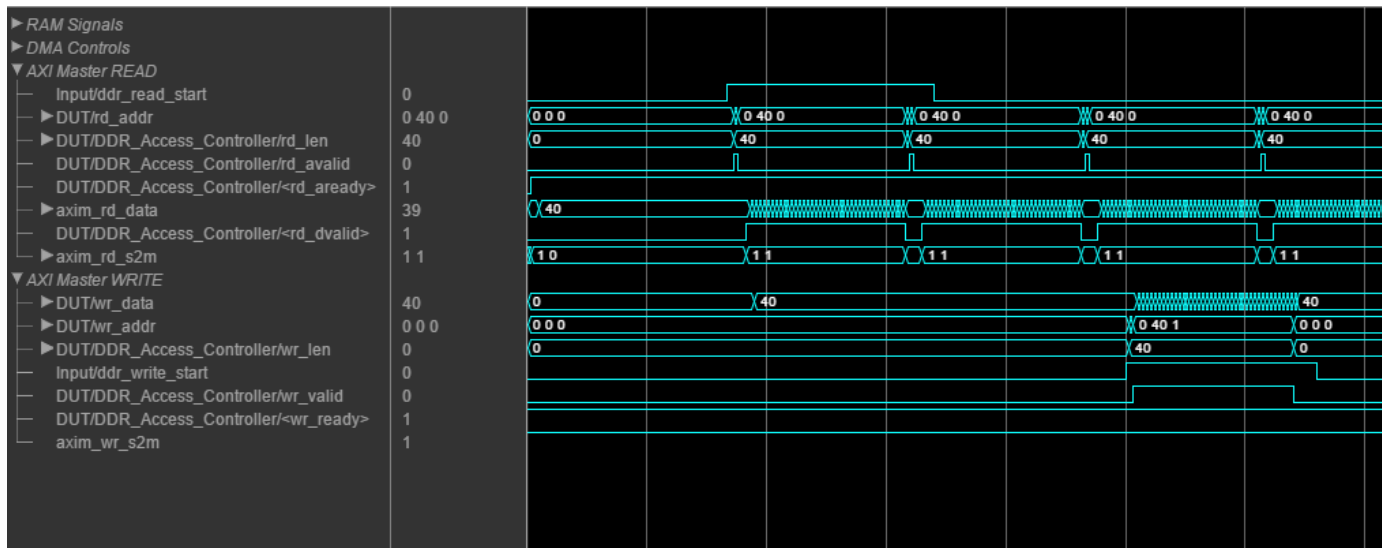 RAM Signals
DMA Controls
AXI Master READ
Input/ddr_read_start 0
DUT/rd_addr 0 40 0 0 0 0 0 40 0 0 40 0 0 40 0 0 40 0
DUT/DDR_Access_Controller/rd_len 40 0 40 40 40 40
DUT/DDR_Access_Controller/rd_avalid 0
DUT/DDR_Access_Controller/<rd_aready> 1
axim_rd_data 39 40
DUT/DDR_Access_Controller/<rd_dvalid> 1
axim_rd_s2m 1 1 1 0 1 1 1 1 1 1 1 1
AXI Master WRITE
DUT/wr_data 40 0 40 40
DUT/wr_addr 0 0 0 0 0 0 0 40 1 0 0 0
DUT/DDR_Access_Controller/wr_len 0 0 40 0
Input/ddr_write_start 0
DUT/DDR_Access_Controller/wr_valid 0
DUT/DDR_Access_Controller/<wr_ready> 1
axim_wr_s2m 1